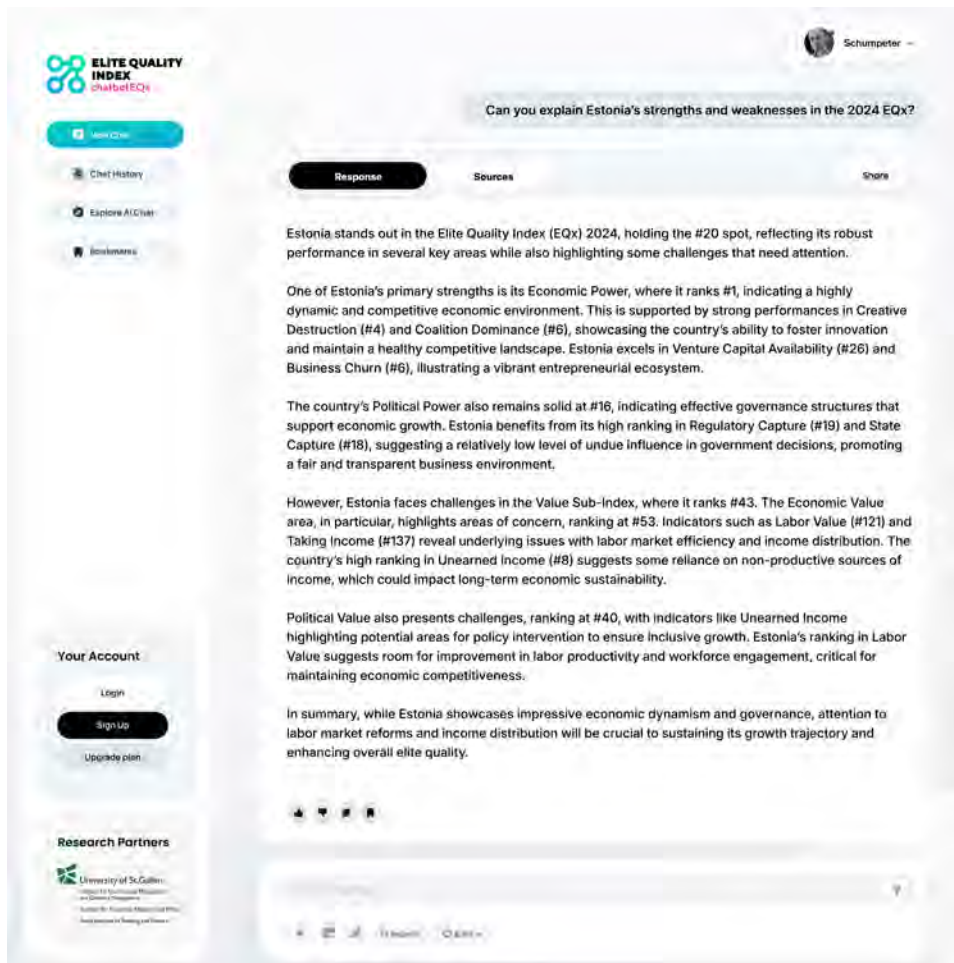 Schumpeter
ELITE QUALITY
INDEX
chatbot EQx
Can you explain Estonia's strengths and weaknesses in the 2024 EQx?
New Chat
Chat History
Explore AI Chat
Bookmarks
Response
Sources
Share
Estonia stands out in the Elite Quality Index (EQx) 2024, holding the #20 spot, reflecting its robust
performance in several key areas while also highlighting some challenges that need attention.
One of Estonia's primary strengths is its Economic Power, where it ranks #1, indicating a highly
dynamic and competitive economic environment. This is supported by strong performances in Creative
Destruction (#4) and Coalition Dominance (#6), showcasing the country's ability to foster innovation
and maintain a healthy competitive landscape. Estonia excels in Venture Capital Availability (#26) and
Business Churn (#6), illustrating a vibrant entrepreneurial ecosystem.
The country's Political Power also remains solid at #16, indicating effective governance structures that
support economic growth. Estonia benefits from its high ranking in Regulatory Capture (#19) and State
Capture (#18), suggesting a relatively low level of undue influence in government decisions, promoting
a fair and transparent business environment.
However, Estonia faces challenges in the Value Sub-Index, where it ranks #43. The Economic Value
area, in particular, highlights areas of concern, ranking at #53. Indicators such as Labor Value (#121) and
Taking Income (#137) reveal underlying issues with labor market efficiency and income distribution. The
country's high ranking in Unearned Income (#8) suggests some reliance on non-productive sources of
income, which could impact long-term economic sustainability.
Political Value also presents challenges, ranking at #40, with indicators like Unearned Income
highlighting potential areas for policy intervention to ensure inclusive growth. Estonia's ranking in Labor
Value suggests room for improvement in labor productivity and workforce engagement, critical for
maintaining economic competitiveness.
In summary, while Estonia showcases impressive economic dynamism and governance, attention to
labor market reforms and income distribution will be crucial to sustaining its growth trajectory and
enhancing overall elite quality.
Your Account
Login
Sign Up
Upgrade plan
Research Partners
University of St.Gallen